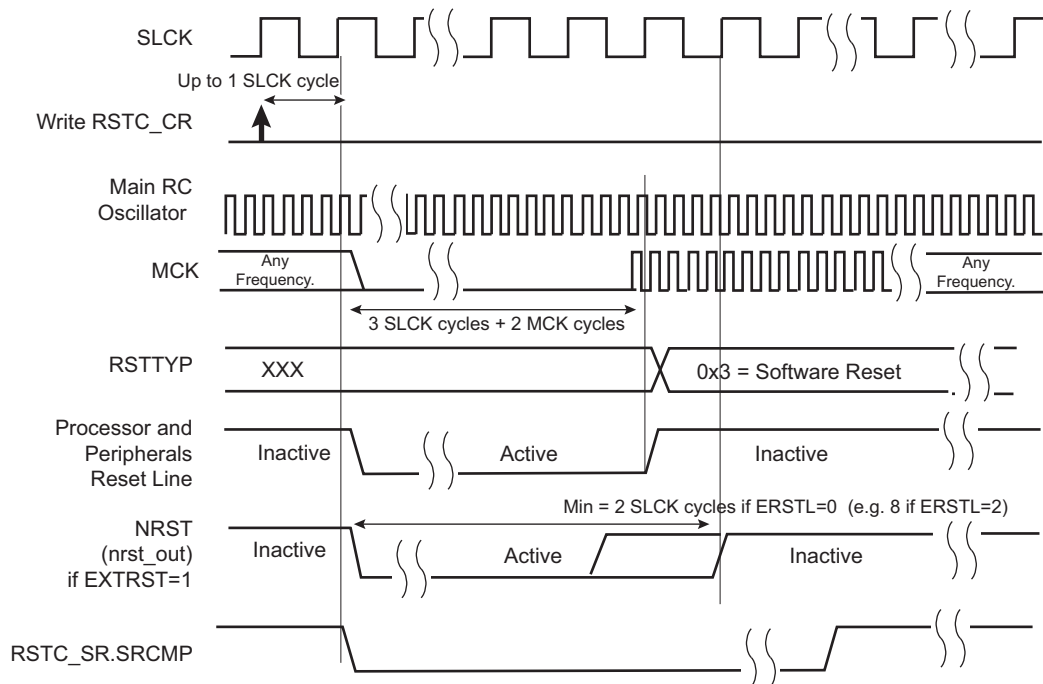 SLCK
Up to 1 SLCK cycle
Write RSTC_CR
Main RC
Oscillator
MCK
Any
Frequency.
Any
Frequency.
3 SLCK cycles + 2 MCK cycles
RSTTYP
XXX
0x3 = Software Reset
Processor and
Peripherals
Reset Line
Inactive
Active
Inactive
Min = 2 SLCK cycles if ERSTL=0 (e.g. 8 if ERSTL=2)
NRST
(nrst_out)
if EXTRST=1
Inactive
Active
Inactive
RSTC_SR.SRCMP